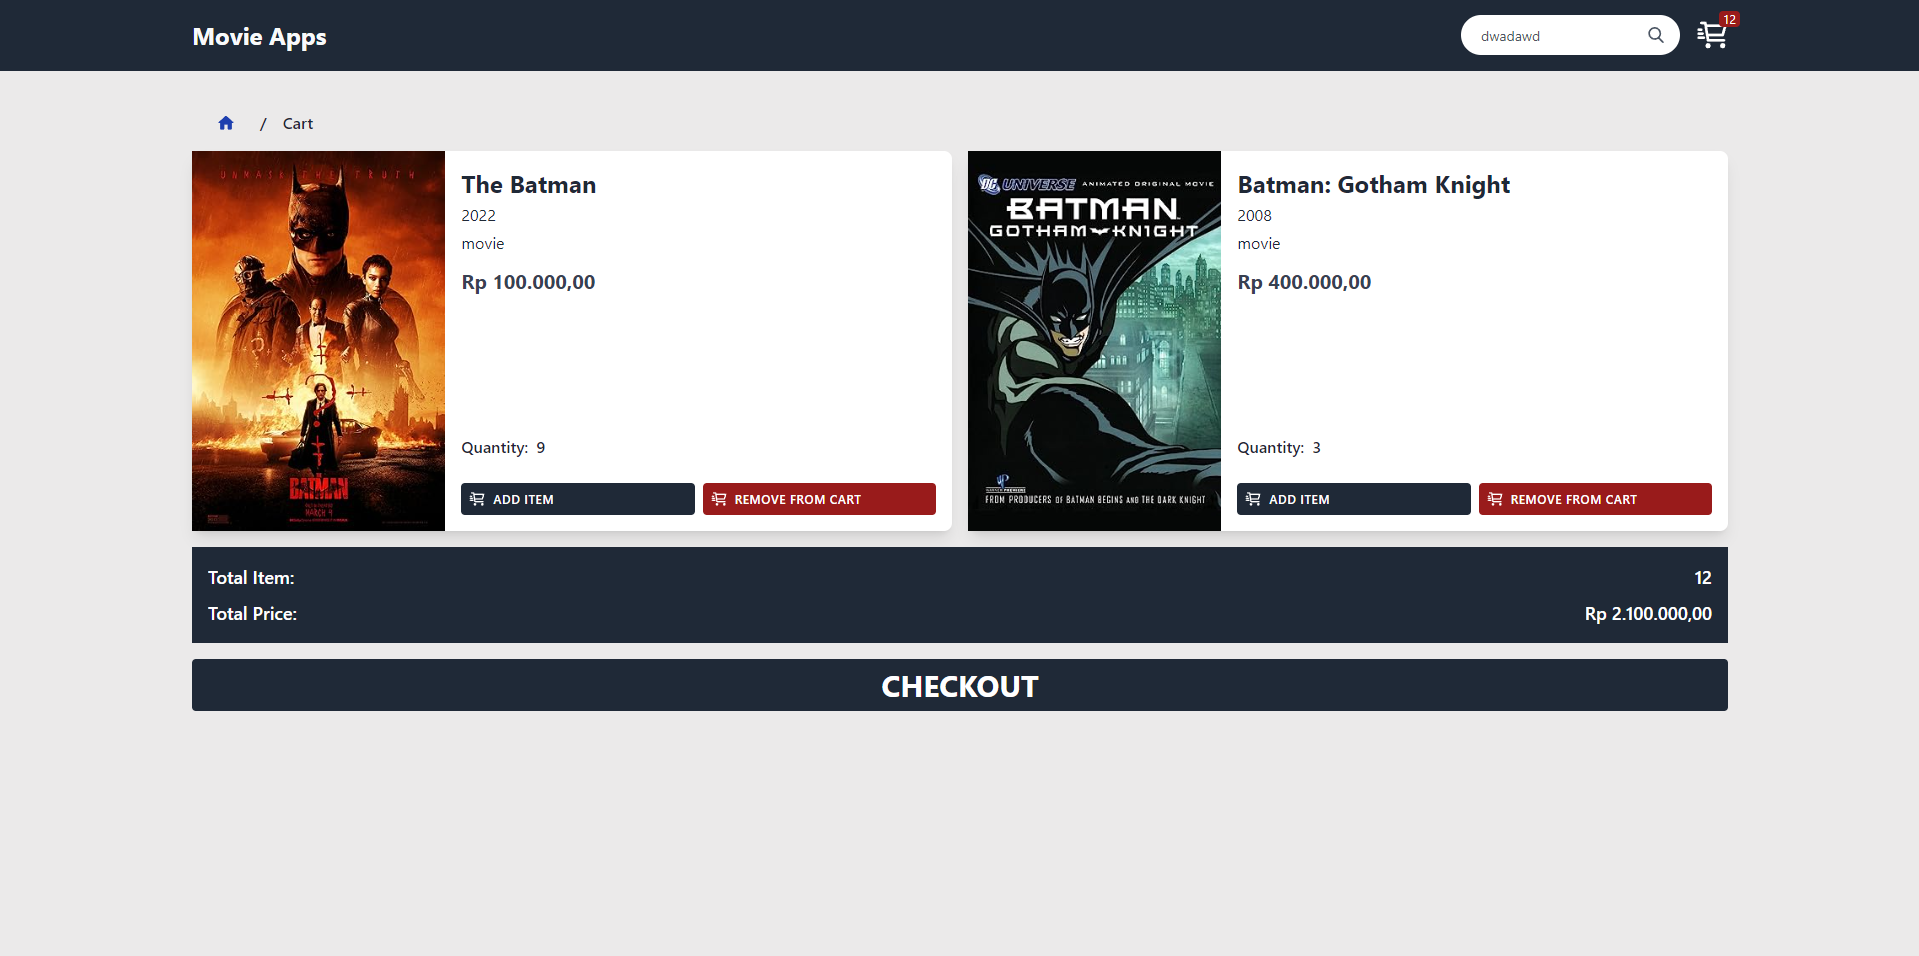 Movie Apps
dwadawd
12
/ Cart
UNMASK THE TRUTH
THE BATMAN
MARCH 4
The Batman
2022
movie
Rp 100.000,00
Quantity: 9
ADD ITEM
REMOVE FROM CART
DC UNIVERSE ANIMATED ORIGINAL MOVIE
BATMAN
GOTHAM KNIGHT
WARNER PREMIERE
FROM PRODUCERS OF BATMAN BEGINS AND THE DARK KNIGHT
Batman: Gotham Knight
2008
movie
Rp 400.000,00
Quantity: 3
ADD ITEM
REMOVE FROM CART
Total Item: 12
Total Price: Rp 2.100.000,00
CHECKOUT